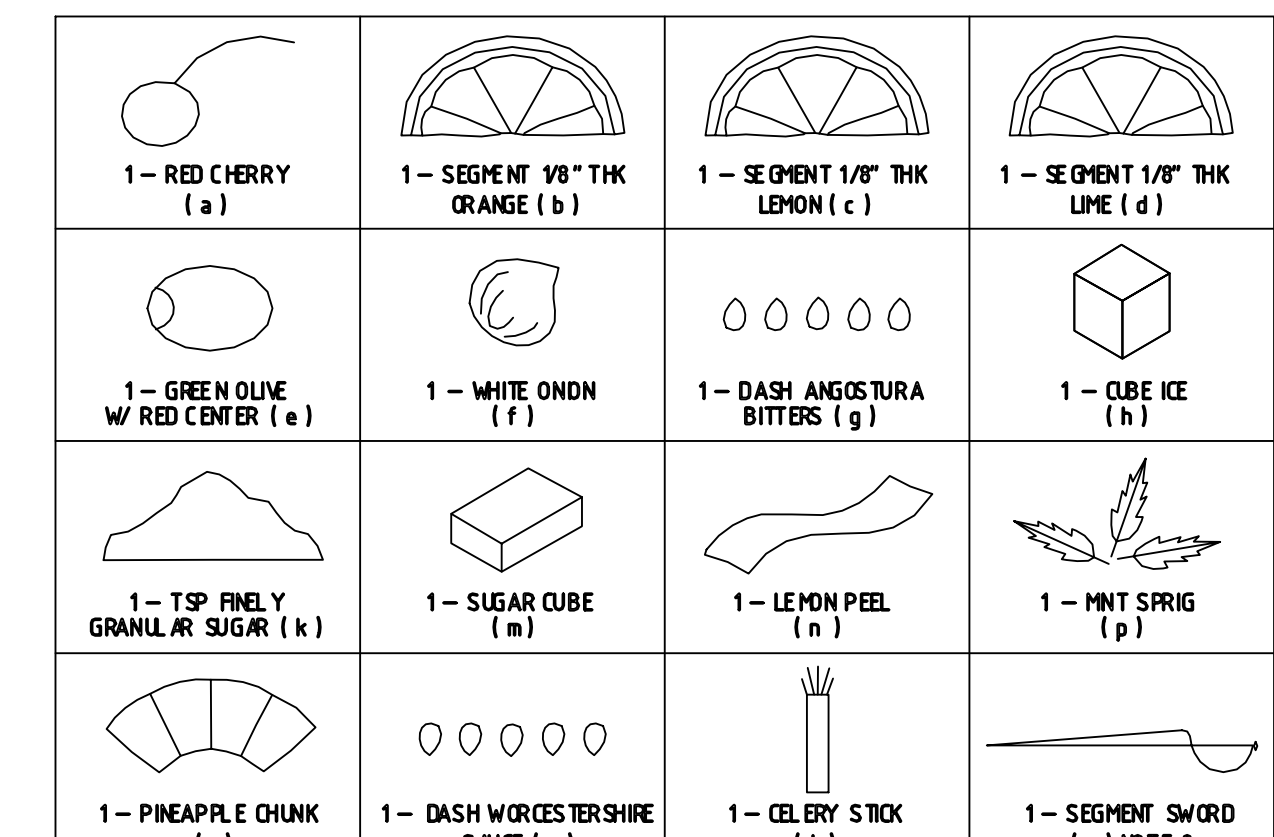 1 – RED CHERRY
(a)
1 – SEGMENT 1/8" THK
ORANGE (b)
1 – SEGMENT 1/8" THK
LEMON (c)
1 – SEGMENT 1/8" THK
LIME (d)
1 – GREEN OLIVE
W/ RED CENTER (e)
1 – WHITE ONION
(f)
1 – DASH ANGOSTURA
BITTERS (g)
1 – CUBE ICE
(h)
1 – TSP FINELY
GRANULAR SUGAR (k)
1 – SUGAR CUBE
(m)
1 – LEMON PEEL
(n)
1 – MINT SPRIG
(p)
1 – PINEAPPLE CHUNK
1 – DASH WORCESTERSHIRE
1 – CELERY STICK
1 – SEGMENT SWORD